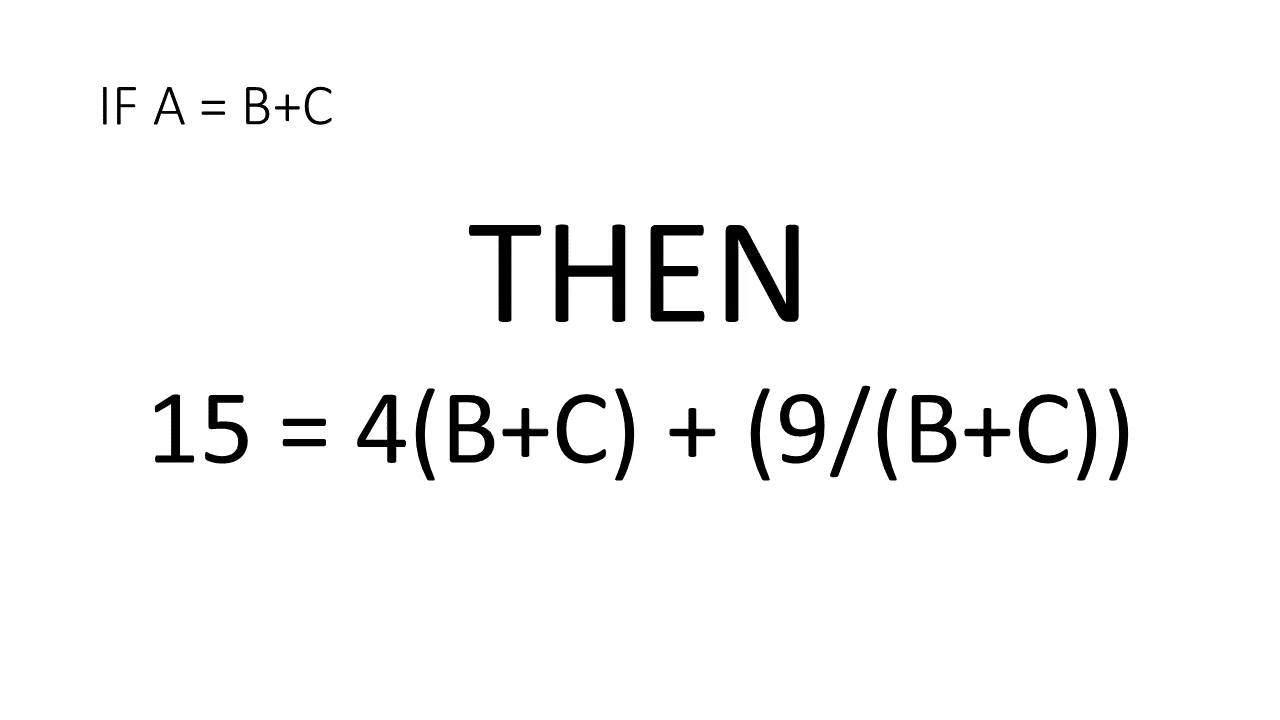 IF A = B+C
THEN
15 = 4(B+C) + (9/(B+C))